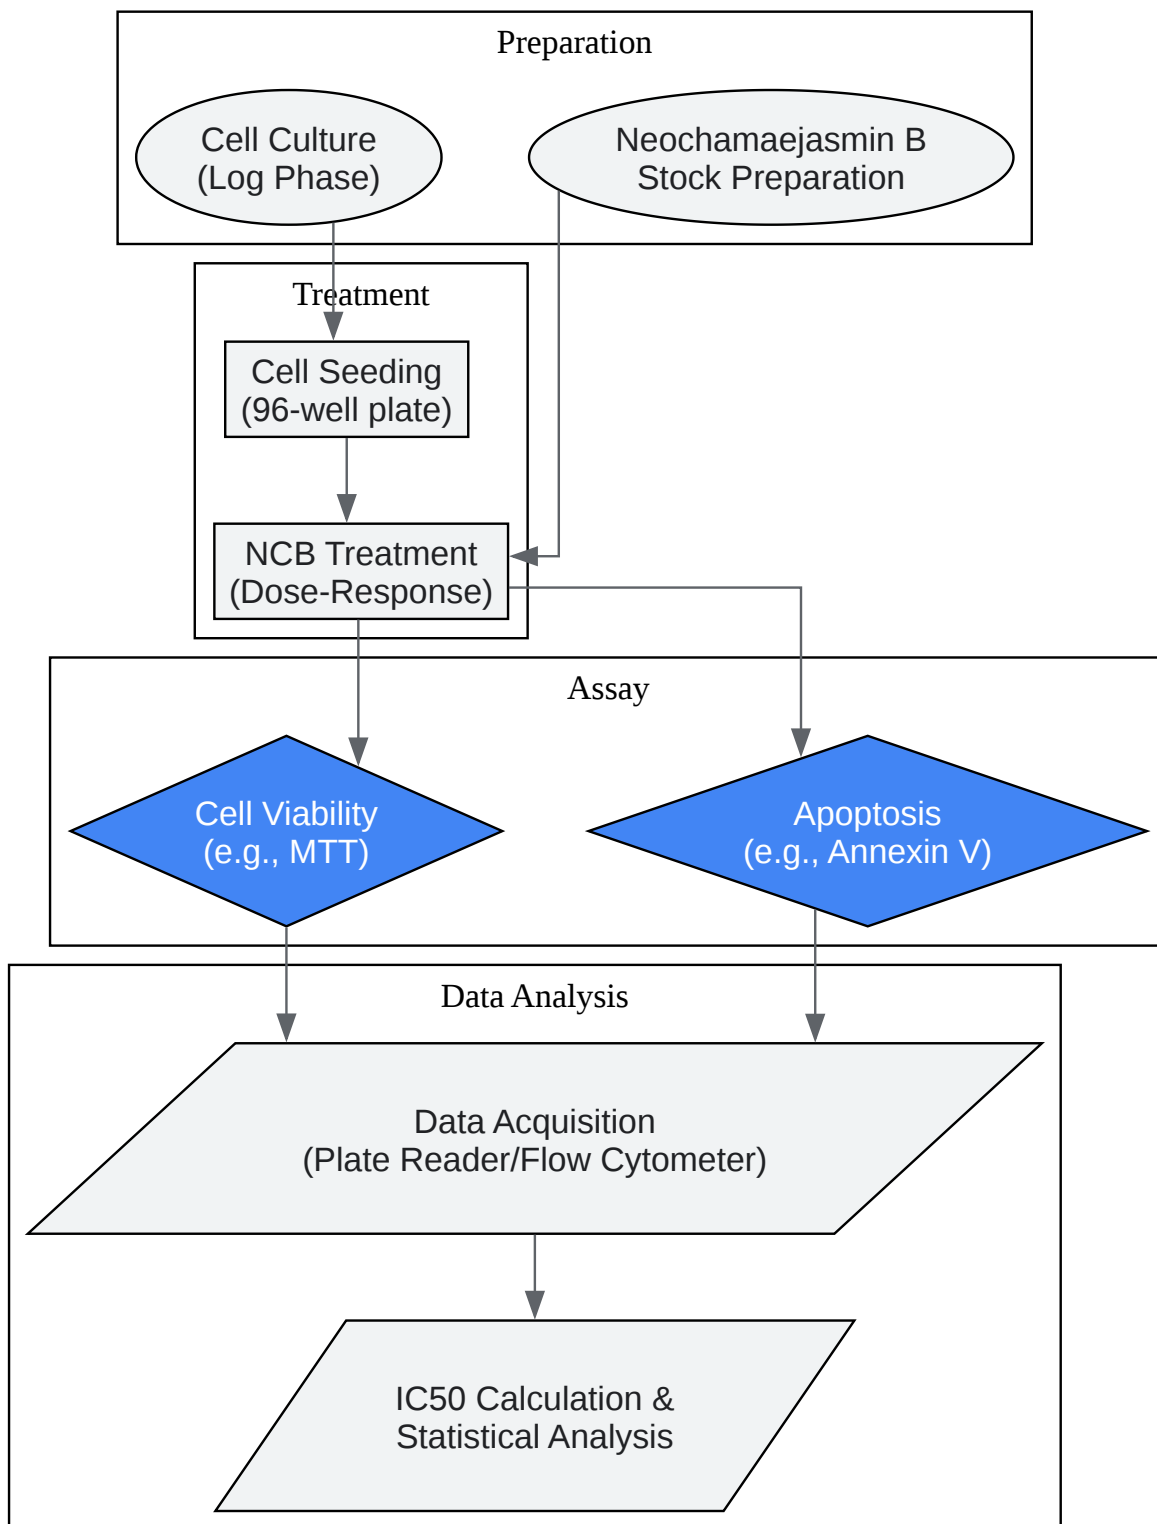 Preparation
Cell Culture
(Log Phase)
Neochamaejasmin B
Stock Preparation
Treatment
Cell Seeding
(96-well plate)
NCB Treatment
(Dose-Response)
Assay
Cell Viability
(e.g., MTT)
Apoptosis
(e.g., Annexin V)
Data Analysis
Data Acquisition
(Plate Reader/Flow Cytometer)
IC50 Calculation &
Statistical Analysis